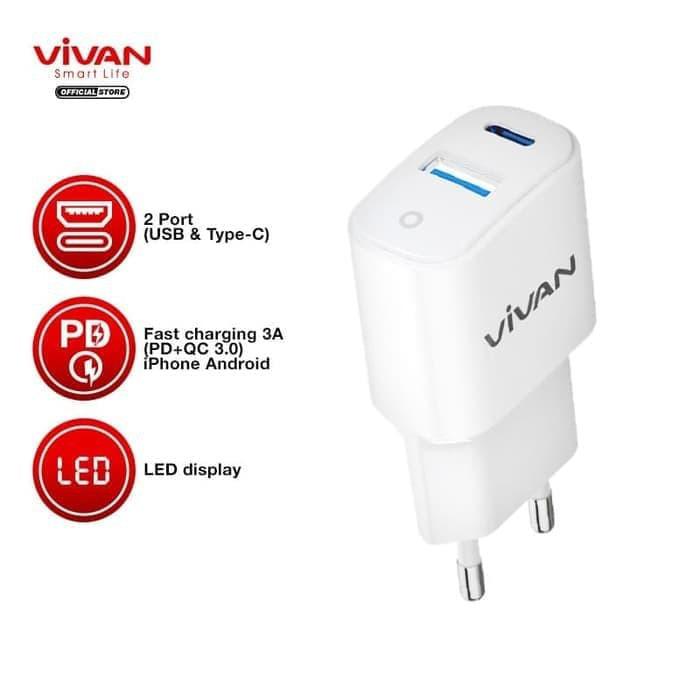 ViVAN
Smart Life
OFFICIAL STORE
2 Port
(USB & Type-C)
PD
Fast charging 3A
(PD+QC 3.0)
iPhone Android
LED
LED display
ViVAN